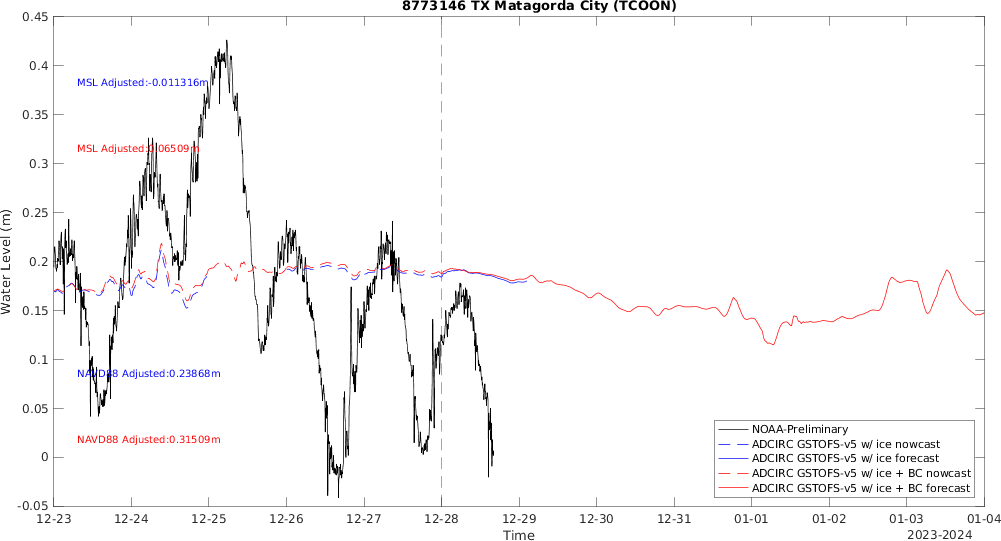 8773146 TX Matagorda City (TCOON)
0.45
0.4
0.35
0.3
0.25
0.2
0.15
0.1
0.05
0
-0.05
Water Level (m)
MSL Adjusted:-0.011316m
MSL Adjusted:0.06509m
NAVD88 Adjusted:0.23868m
NAVD88 Adjusted:0.31509m
NOAA-Preliminary
ADCIRC GSTOFS-v5 w/ ice nowcast
ADCIRC GSTOFS-v5 w/ ice forecast
ADCIRC GSTOFS-v5 w/ ice + BC nowcast
ADCIRC GSTOFS-v5 w/ ice + BC forecast
12-23 12-24 12-25 12-26 12-27 12-28 12-29 12-30 12-31 01-01 01-02 01-03 01-04
Time
2023-2024